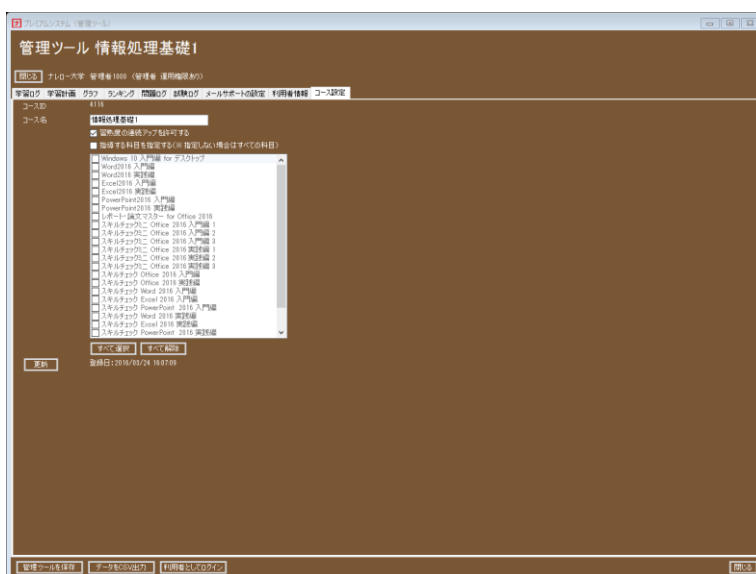 プレミアムシステム (管理ツール)
管理ツール 情報処理基礎1
閉じる ナレロー大学 管理者1000 (管理者 運用権限あり)
学習ログ 学習計画 グラフ ランキング 問題ログ 試験ログ メールサポートの設定 利用者情報 コース設定
コースID 4116
コース名 情報処理基礎1
習熟度の連続アップを許可する
指導する科目を指定する(※ 指定しない場合はすべての科目)
Windows 10 入門編 for デスクトップ
Word2016 入門編
Word2016 実践編
Excel2016 入門編
Excel2016 実践編
PowerPoint2016 入門編
PowerPoint2016 実践編
レポート・論文マスター for Office 2016
スキルチェックミニ Office 2016 入門編 1
スキルチェックミニ Office 2016 入門編 2
スキルチェックミニ Office 2016 入門編 3
スキルチェックミニ Office 2016 実践編 1
スキルチェックミニ Office 2016 実践編 2
スキルチェックミニ Office 2016 実践編 3
スキルチェック Office 2016 入門編
スキルチェック Office 2016 実践編
スキルチェック Word 2016 入門編
スキルチェック Excel 2016 入門編
スキルチェック PowerPoint 2016 入門編
スキルチェック Word 2016 実践編
スキルチェック Excel 2016 実践編
スキルチェック PowerPoint 2016 実践編
すべて選択 すべて解除
更新 登録日:2016/03/24 16:07:09
管理ツールを保存 データをCSV出力 利用者としてログイン 閉じる